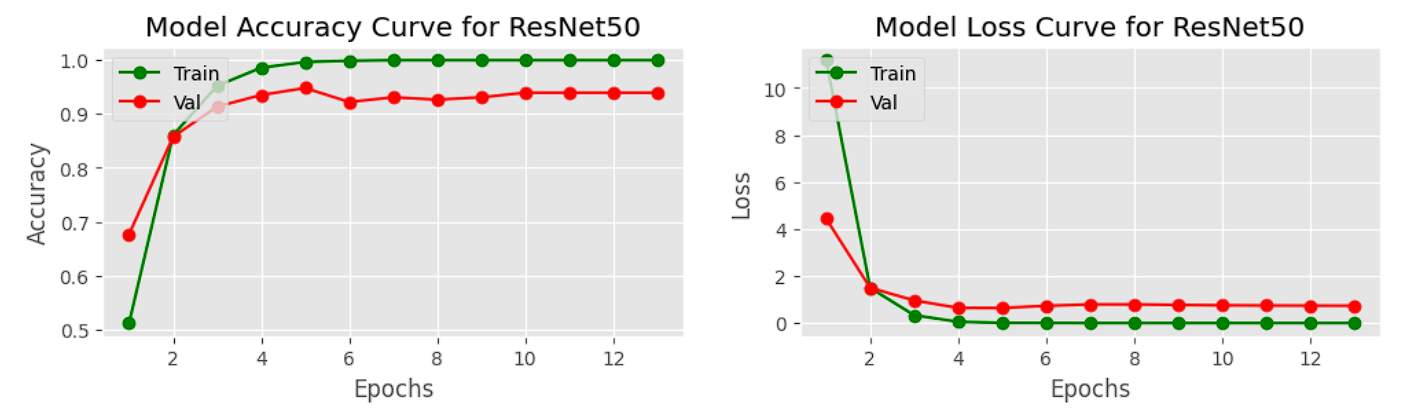 Model Accuracy Curve for ResNet50
1.0
0.9
0.8
0.7
0.6
0.5
Accuracy
Train
Val
2 4 6 8 10 12
Epochs
Model Loss Curve for ResNet50
10
8
6
4
2
0
Loss
Train
Val
2 4 6 8 10 12
Epochs